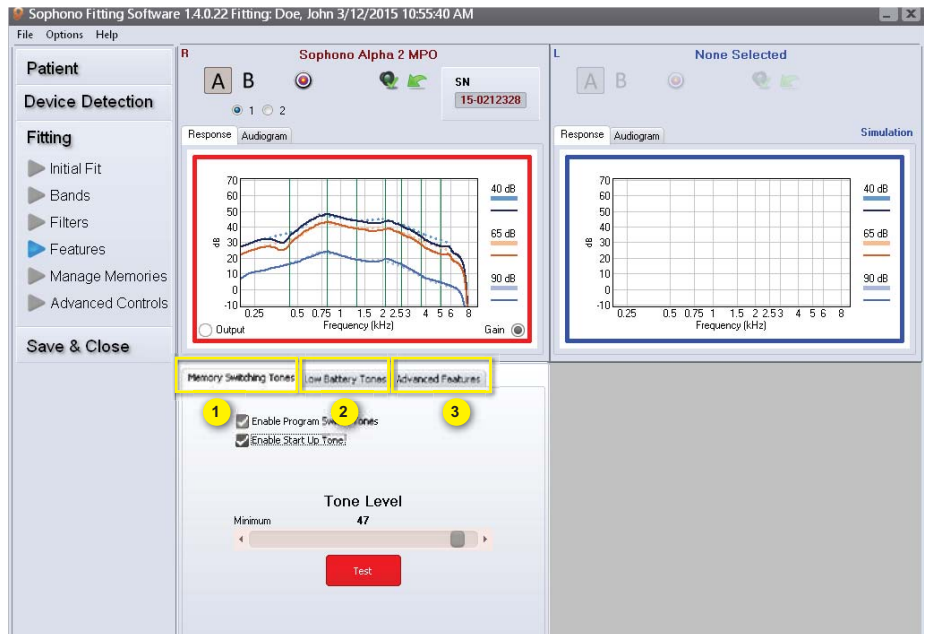 Sophono Fitting Software 1.4.0.22 Fitting: Doe, John 3/12/2015 10:55:40 AM
File Options Help
Patient
Device Detection
Fitting
Initial Fit
Bands
Filters
Features
Manage Memories
Advanced Controls
Save & Close
R
Sophono Alpha 2 MPO
A B
1 2
SN
15-0212328
Response Audiogram
70
60
50
40
30
20
10
0
-10
dB
0.25 0.5 0.75 1 1.5 2 2.5 3 4 5 6 8
Frequency (kHz)
Output
Gain
40 dB
65 dB
90 dB
L
None Selected
A B
Response Audiogram
Simulation
70
60
50
40
30
20
10
0
-10
dB
0.25 0.5 0.75 1 1.5 2 2.5 3 4 5 6 8
Frequency (kHz)
40 dB
65 dB
90 dB
Memory Switching Tones Low Battery Tones Advanced Features
1 2 3
Enable Program Tones
Enable Start Up Tone
Tone Level
Minimum 47
Test